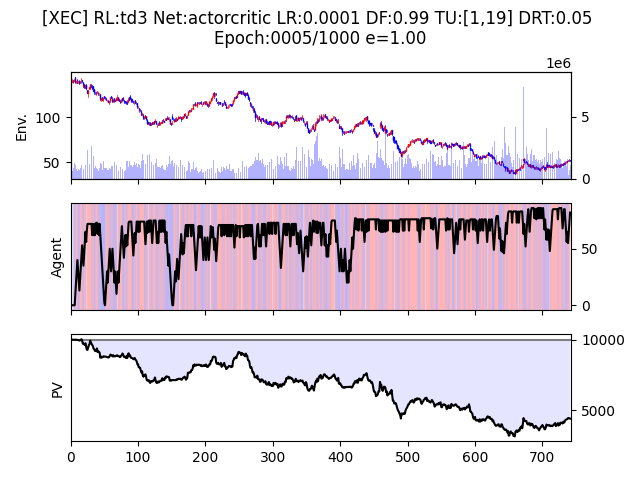 [XEC] RL:td3 Net:actorcritic LR:0.0001 DF:0.99 TU:[1,19] DRT:0.05
Epoch:0005/1000 e=1.00
1e6
Env.
100
50
5
0
Agent
50
0
PV
10000
5000
0 100 200 300 400 500 600 700